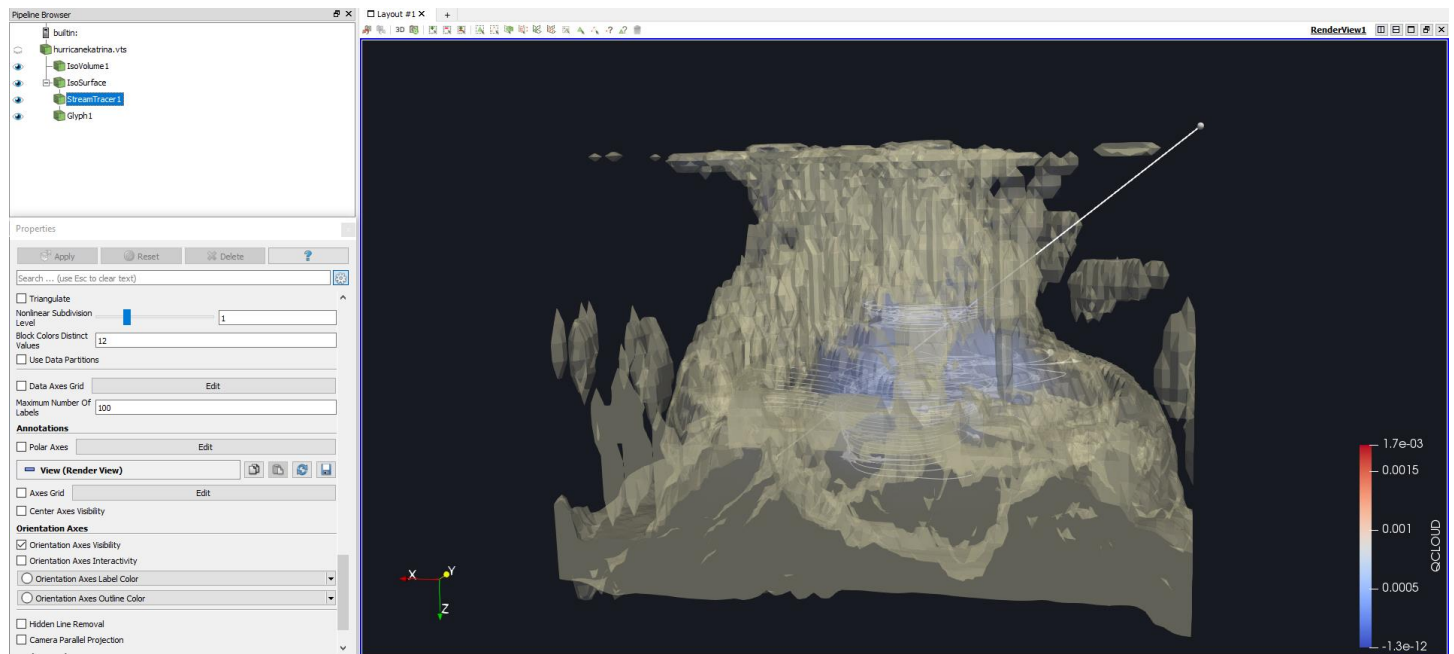 Pipeline Browser
builtin:
hurricanekatrina.vts
IsoVolume1
IsoSurface
StreamTracer1
Glyph1
Properties
Apply Reset Delete ?
Search ... (use Esc to clear text)
Triangulate
Nonlinear Subdivision
Level
1
Block Colors Distinct
Values
12
Use Data Partitions
Data Axes Grid Edit
Maximum Number Of
Labels
100
Annotations
Polar Axes Edit
View (Render View)
Axes Grid Edit
Center Axes Visibility
Orientation Axes
Orientation Axes Visibility
Orientation Axes Interactivity
Orientation Axes Label Color
Orientation Axes Outline Color
Hidden Line Removal
Camera Parallel Projection
Layout #1 +
3D RenderView1
X
Y
Z
1.7e-03
0.0015
0.001
0.0005
-1.3e-12
QCLOUD